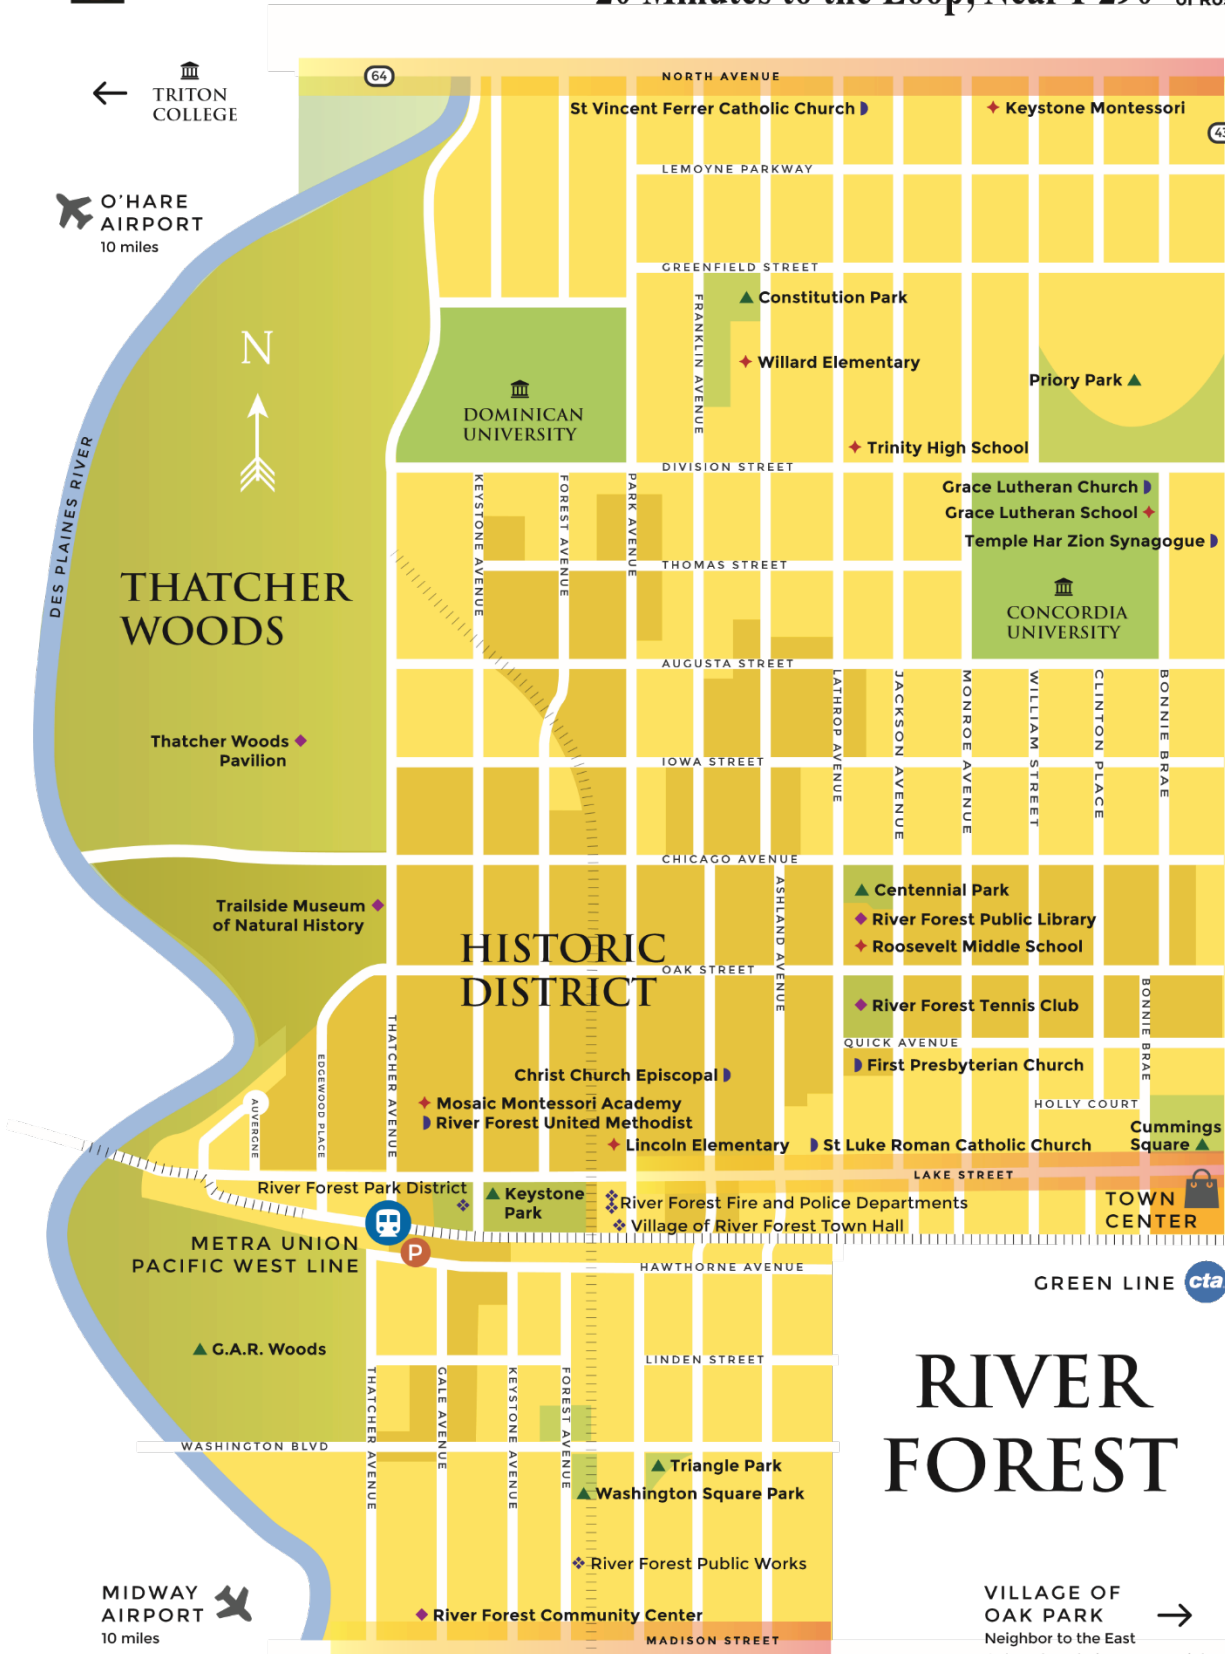 20 Minutes to the Loop, Near I-290
64
NORTH AVENUE
TRITON
COLLEGE
St Vincent Ferrer Catholic Church
Keystone Montessori
43
LEMOYNE PARKWAY
O'HARE
AIRPORT
10 miles
GREENFIELD STREET
Constitution Park
FRANKLIN AVENUE
N
Willard Elementary
Priory Park
DOMINICAN
UNIVERSITY
Trinity High School
DES PLAINES RIVER
DIVISION STREET
KEYSTONE AVENUE
FOREST AVENUE
PARK AVENUE
Grace Lutheran Church
Grace Lutheran School
Temple Har Zion Synagogue
THOMAS STREET
THATCHER
WOODS
CONCORDIA
UNIVERSITY
AUGUSTA STREET
LATHROP AVENUE
JACKSON AVENUE
MONROE AVENUE
WILLIAM STREET
CLINTON PLACE
BONNIE BRAE
Thatcher Woods
Pavilion
IOWA STREET
CHICAGO AVENUE
ASHLAND AVENUE
Centennial Park
Trailside Museum
of Natural History
River Forest Public Library
Roosevelt Middle School
HISTORIC
DISTRICT
OAK STREET
River Forest Tennis Club
BONNIE BRAE
THATCHER AVENUE
EDGEWOOD PLACE
QUICK AVENUE
First Presbyterian Church
Christ Church Episcopal
AUVERGNE
Mosaic Montessori Academy
HOLLY COURT
River Forest United Methodist
Cummings
Square
Lincoln Elementary
St Luke Roman Catholic Church
LAKE STREET
River Forest Park District
Keystone
Park
River Forest Fire and Police Departments
Village of River Forest Town Hall
TOWN
CENTER
METRA UNION
PACIFIC WEST LINE
P
HAWTHORNE AVENUE
GREEN LINE
cta
G.A.R. Woods
LINDEN STREET
RIVER
FOREST
THATCHER AVENUE
GALE AVENUE
KEYSTONE AVENUE
FOREST AVENUE
WASHINGTON BLVD
Triangle Park
Washington Square Park
River Forest Public Works
MIDWAY
AIRPORT
10 miles
River Forest Community Center
MADISON STREET
VILLAGE OF
OAK PARK
Neighbor to the East